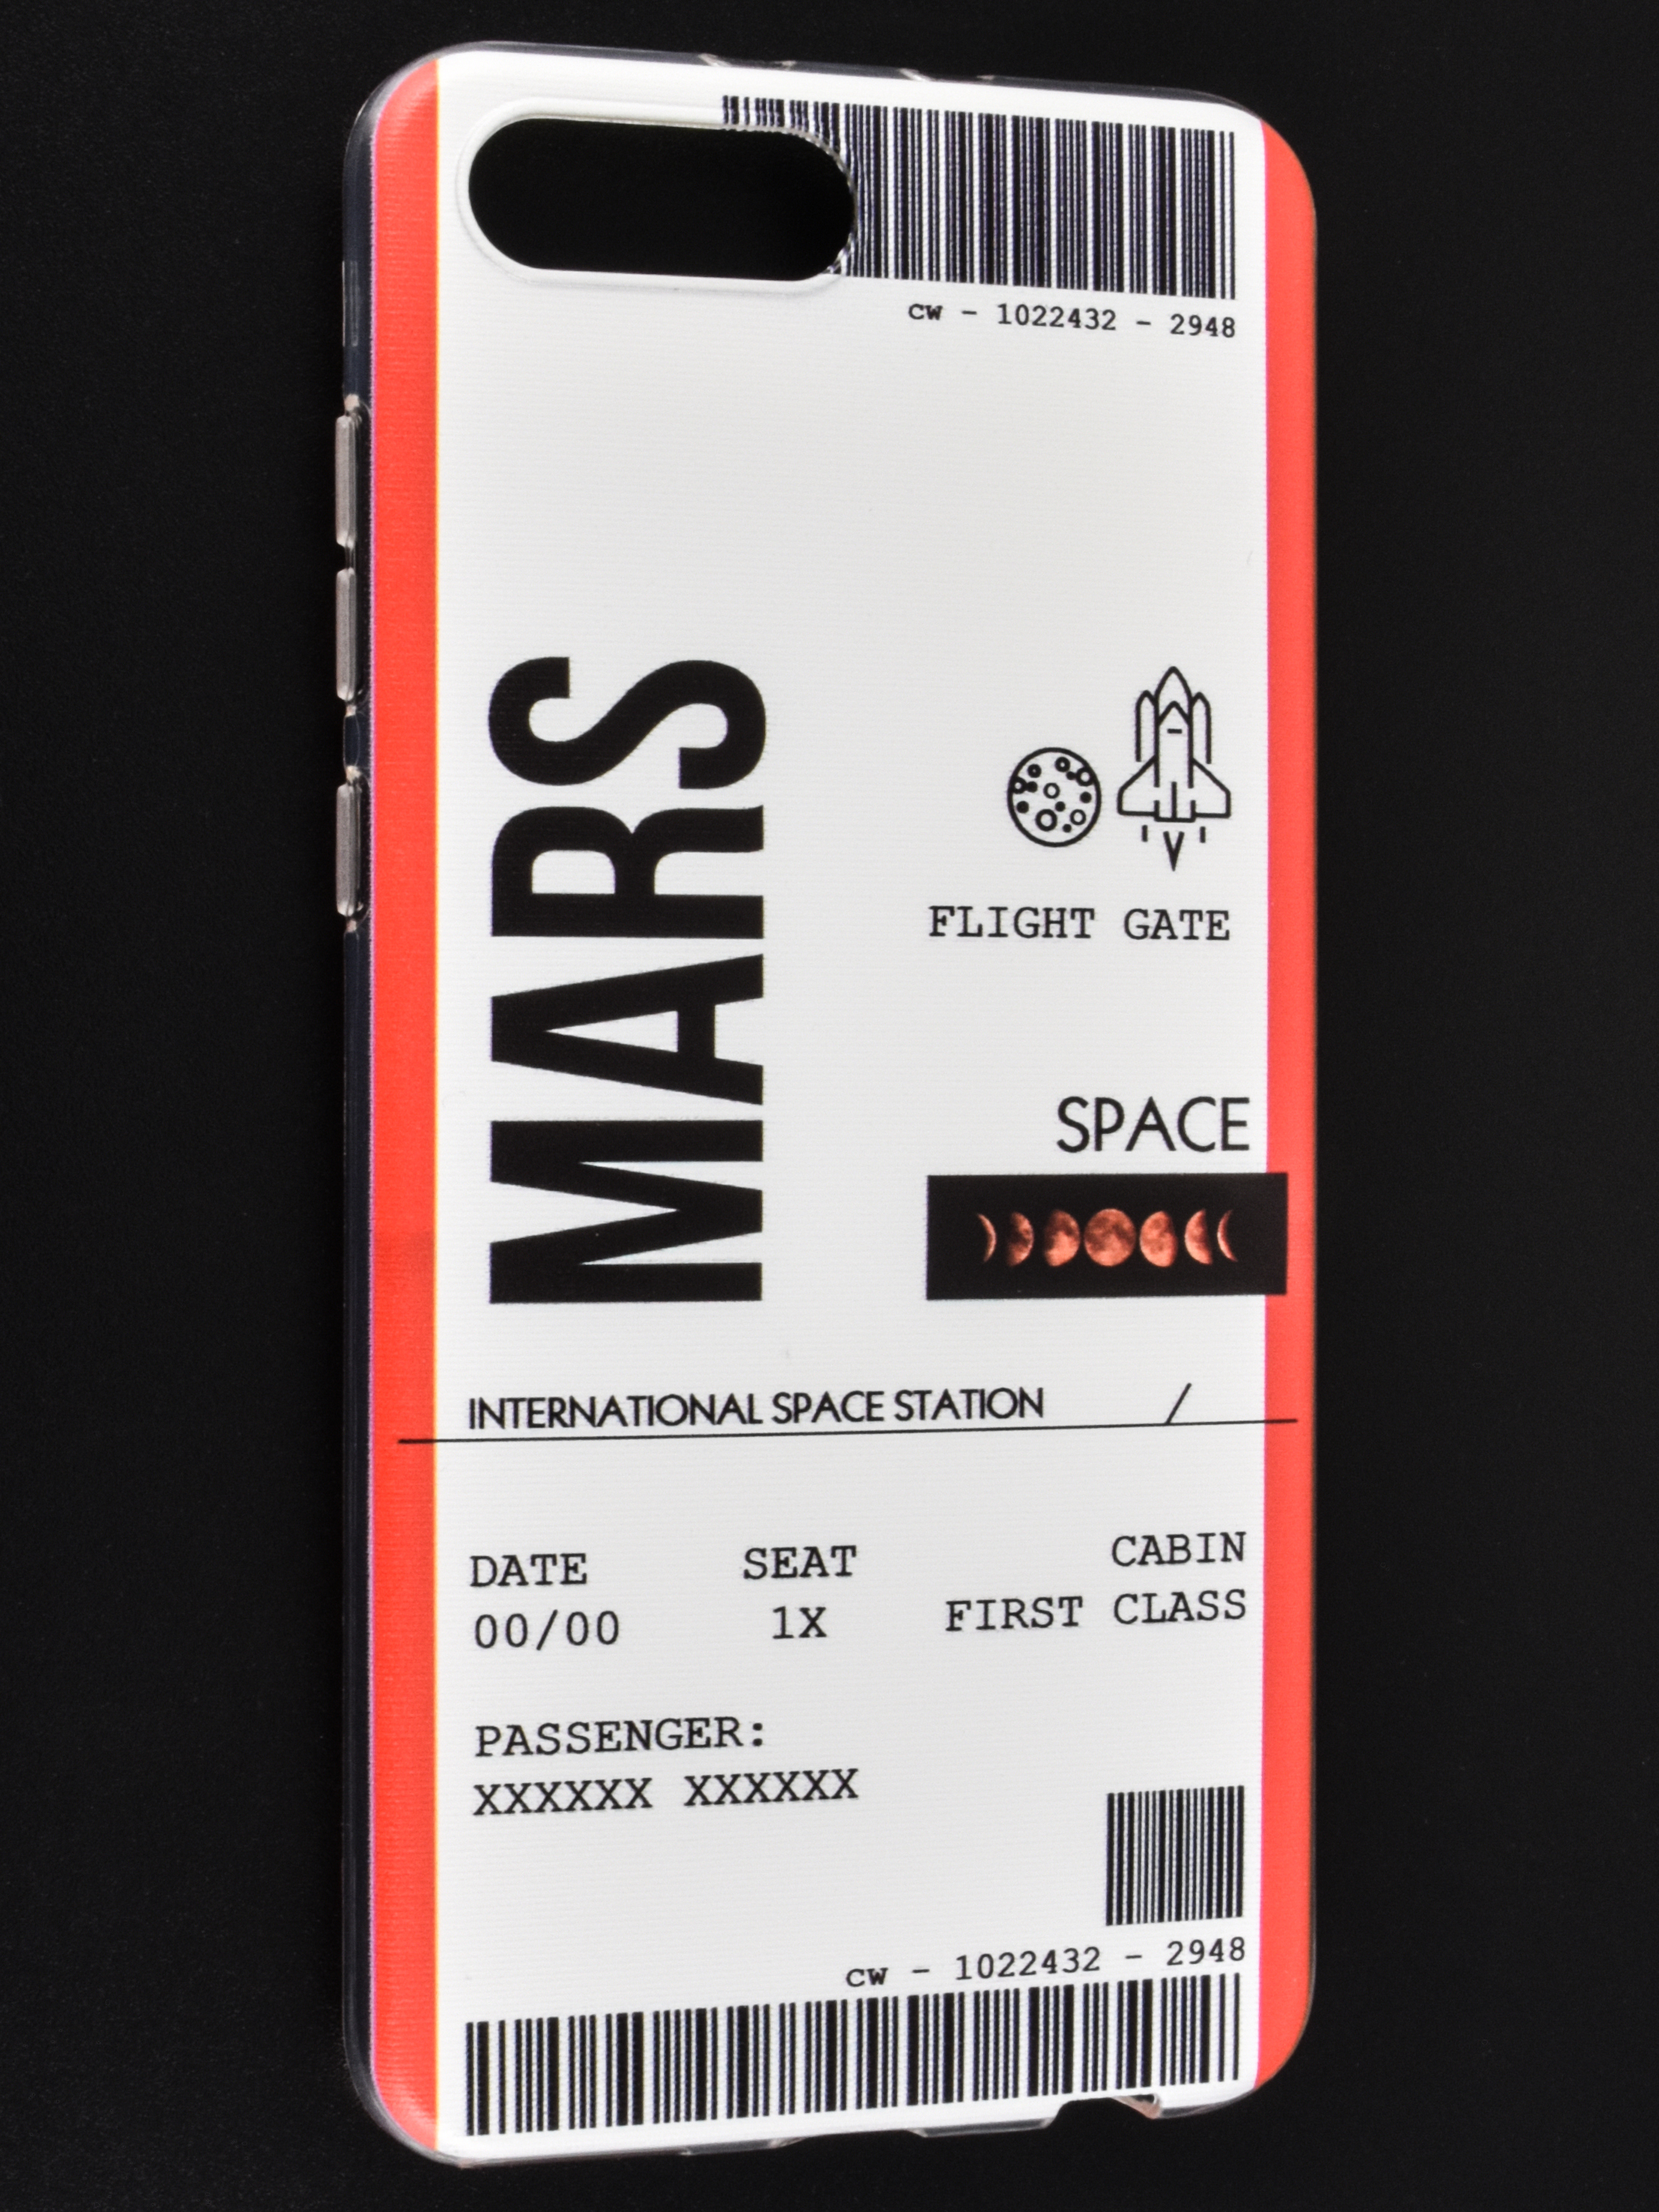 cw - 1022432 - 2948
MARS
FLIGHT GATE
SPACE
INTERNATIONAL SPACE STATION /
DATE SEAT CABIN
00/00 1X FIRST CLASS
PASSENGER:
XXXXXX XXXXXX
cw - 1022432 - 2948